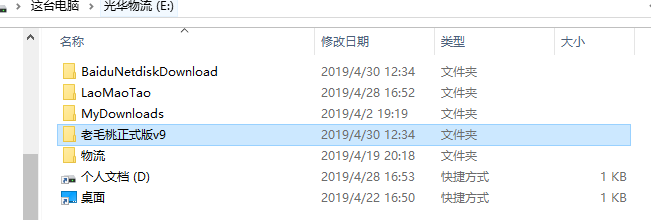 这台电脑 › 光华物流 (E:)
名称 修改日期 类型 大小
BaiduNetdiskDownload 2019/4/30 12:34 文件夹
LaoMaoTao 2019/4/28 16:52 文件夹
MyDownloads 2019/4/2 19:19 文件夹
老毛桃正式版v9 2019/4/30 12:34 文件夹
物流 2019/4/19 20:18 文件夹
个人文档 (D) 2019/4/28 16:53 快捷方式 1 KB
桌面 2019/4/22 16:50 快捷方式 1 KB